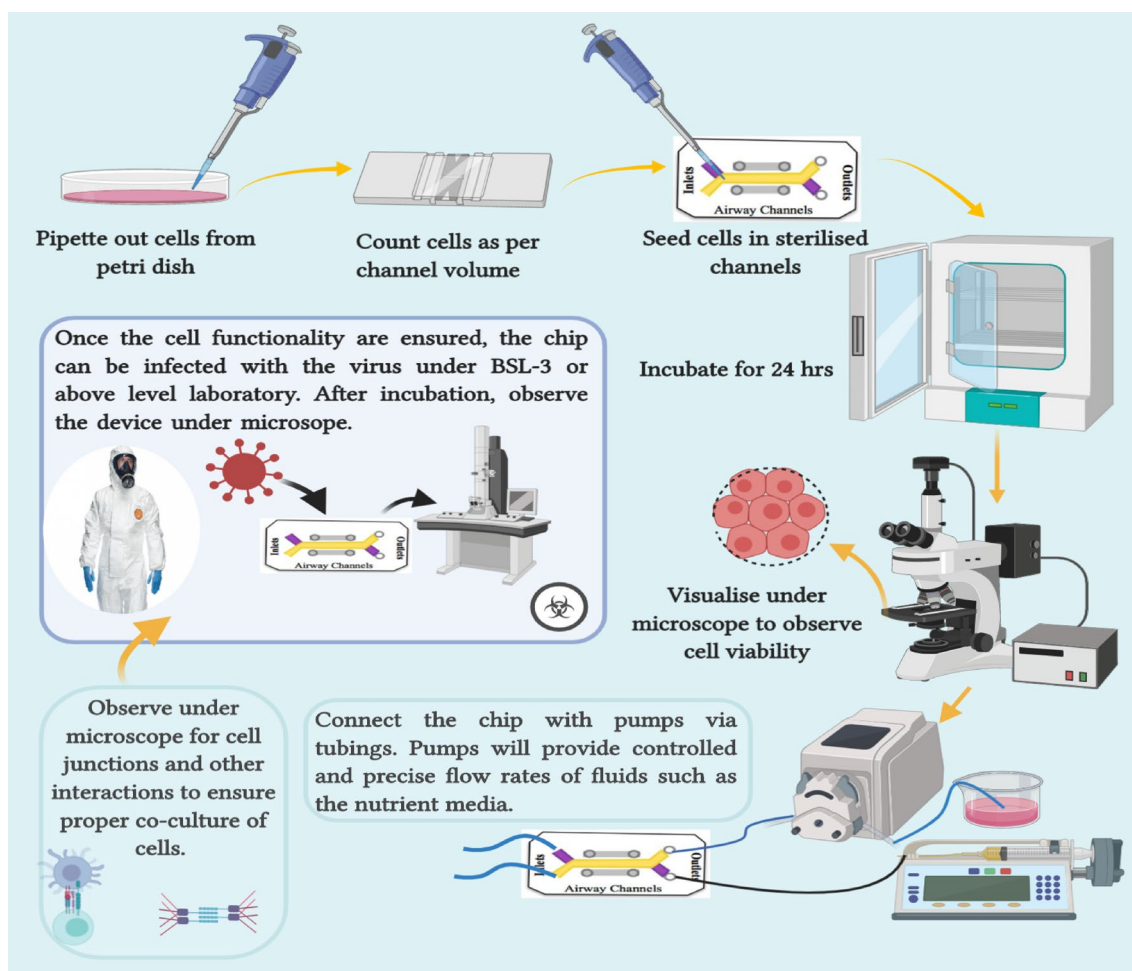 Inlets
Outlets
Airway Channels
Pipette out cells from
petri dish
Count cells as per
channel volume
Seed cells in sterilised
channels
Incubate for 24 hrs
Visualise under
microscope to observe
cell viability
Connect the chip with pumps via
tubings. Pumps will provide controlled
and precise flow rates of fluids such as
the nutrient media.
Inlets
Outlets
Airway Channels
Observe under
microscope for cell
junctions and other
interactions to ensure
proper co-culture of
cells.
Once the cell functionality are ensured, the chip
can be infected with the virus under BSL-3 or
above level laboratory. After incubation, observe
the device under microsope.
Inlets
Outlets
Airway Channels